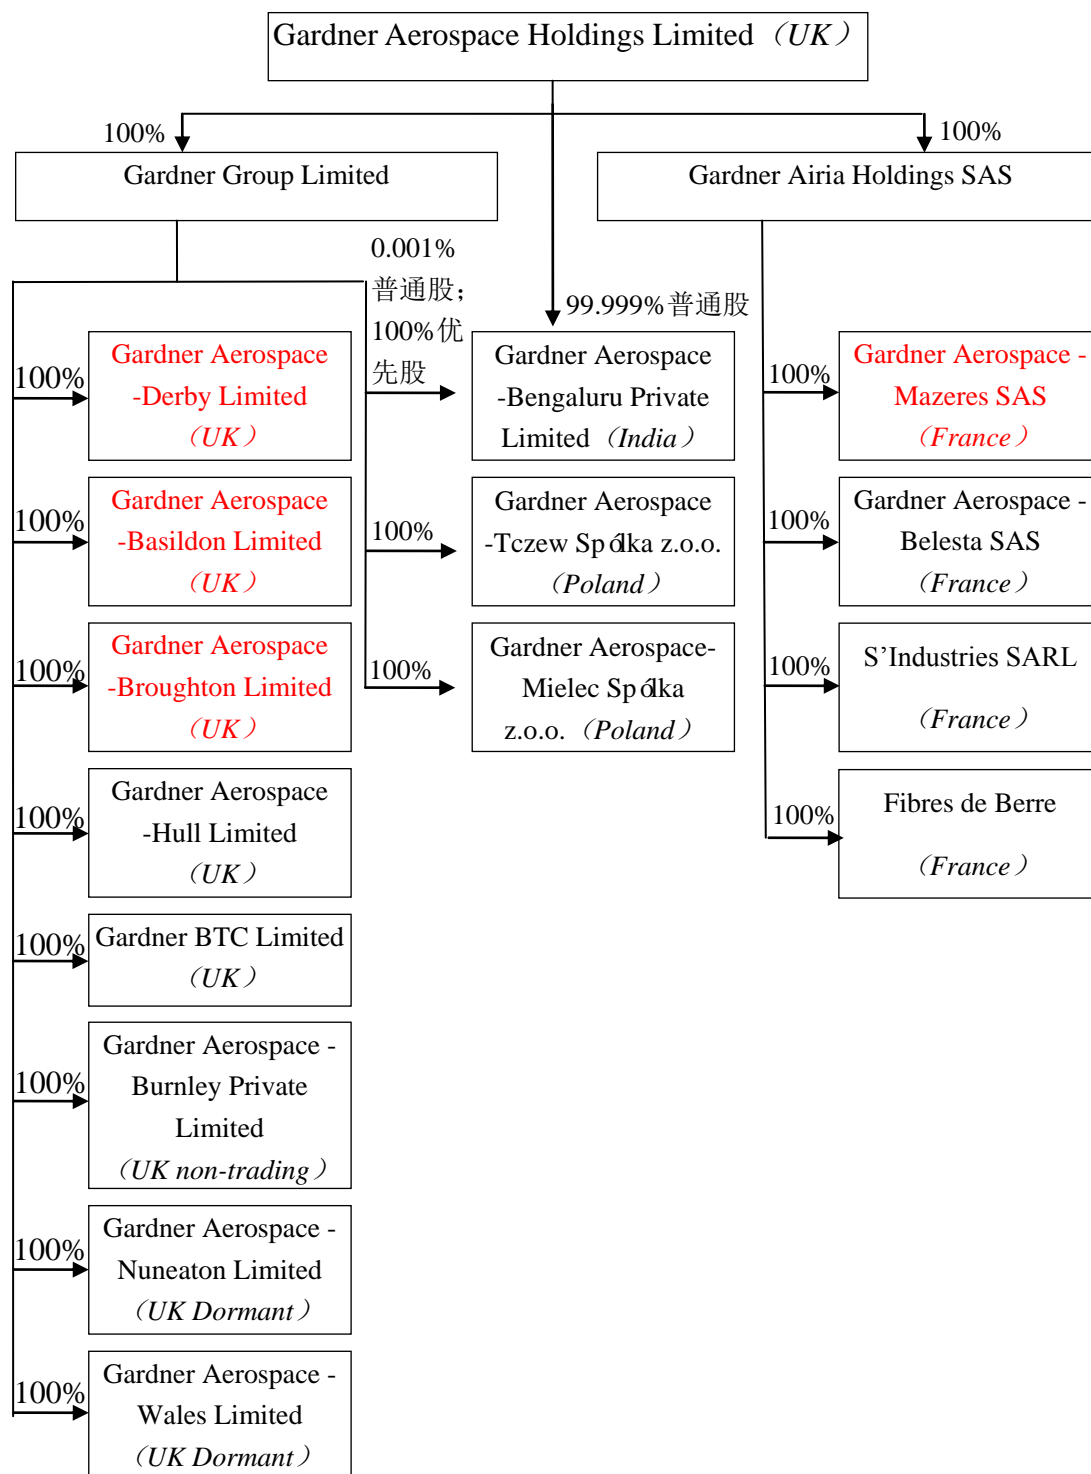 Gardner Aerospace Holdings Limited（UK）
100%
100%
Gardner Group Limited
Gardner Airia Holdings SAS
0.001%
普通股；
100%优
先股
99.999%普通股
100%
Gardner Aerospace
-Derby Limited
（UK）
Gardner Aerospace
-Bengaluru Private
Limited（India）
100%
Gardner Aerospace -
Mazeres SAS
（France）
100%
Gardner Aerospace
-Basildon Limited
（UK）
100%
Gardner Aerospace
-Tczew Spólka z.o.o.
（Poland）
100%
Gardner Aerospace -
Belesta SAS
（France）
100%
Gardner Aerospace
-Broughton Limited
（UK）
100%
Gardner Aerospace-
Mielec Spólka
z.o.o.（Poland）
100%
S’Industries SARL
（France）
100%
Gardner Aerospace
-Hull Limited
（UK）
100%
Fibres de Berre
（France）
100%
Gardner BTC Limited
（UK）
100%
Gardner Aerospace -
Burnley Private
Limited
（UK non-trading）
100%
Gardner Aerospace -
Nuneaton Limited
（UK Dormant）
100%
Gardner Aerospace -
Wales Limited
（UK Dormant）